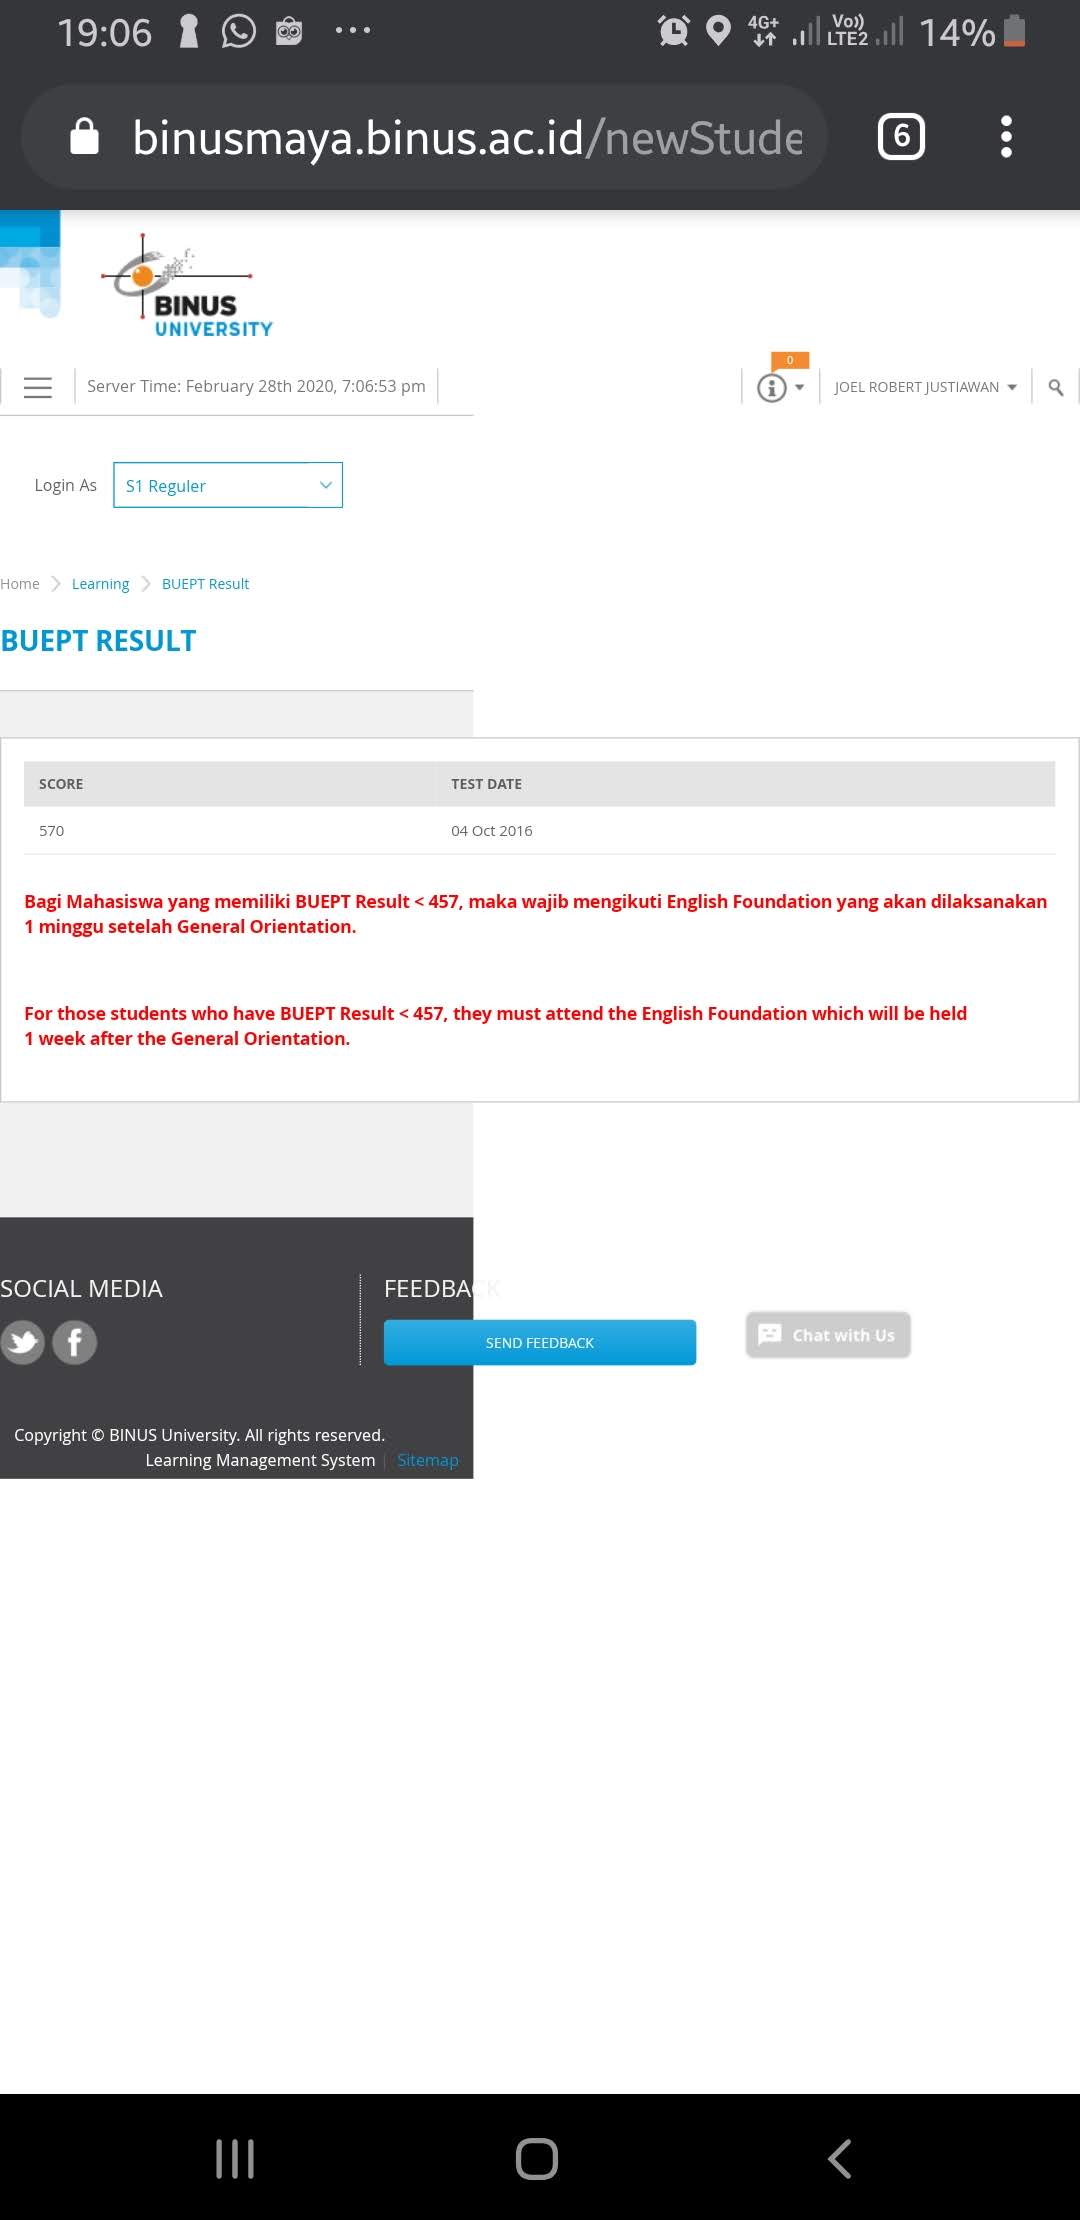 19:06
4G+
Vo))
LTE2
14%
binusmaya.binus.ac.id/newStude
6
BINUS
UNIVERSITY
0
Server Time: February 28th 2020, 7:06:53 pm
JOEL ROBERT JUSTIAWAN
Login As
S1 Reguler
Home
Learning
BUEPT Result
BUEPT RESULT
SCORE
TEST DATE
570
04 Oct 2016
Bagi Mahasiswa yang memiliki BUEPT Result < 457, maka wajib mengikuti English Foundation yang akan dilaksanakan
1 minggu setelah General Orientation.
For those students who have BUEPT Result < 457, they must attend the English Foundation which will be held
1 week after the General Orientation.
SOCIAL MEDIA
FEEDBACK
SEND FEEDBACK
Chat with Us
Copyright © BINUS University. All rights reserved.
Learning Management System | Sitemap